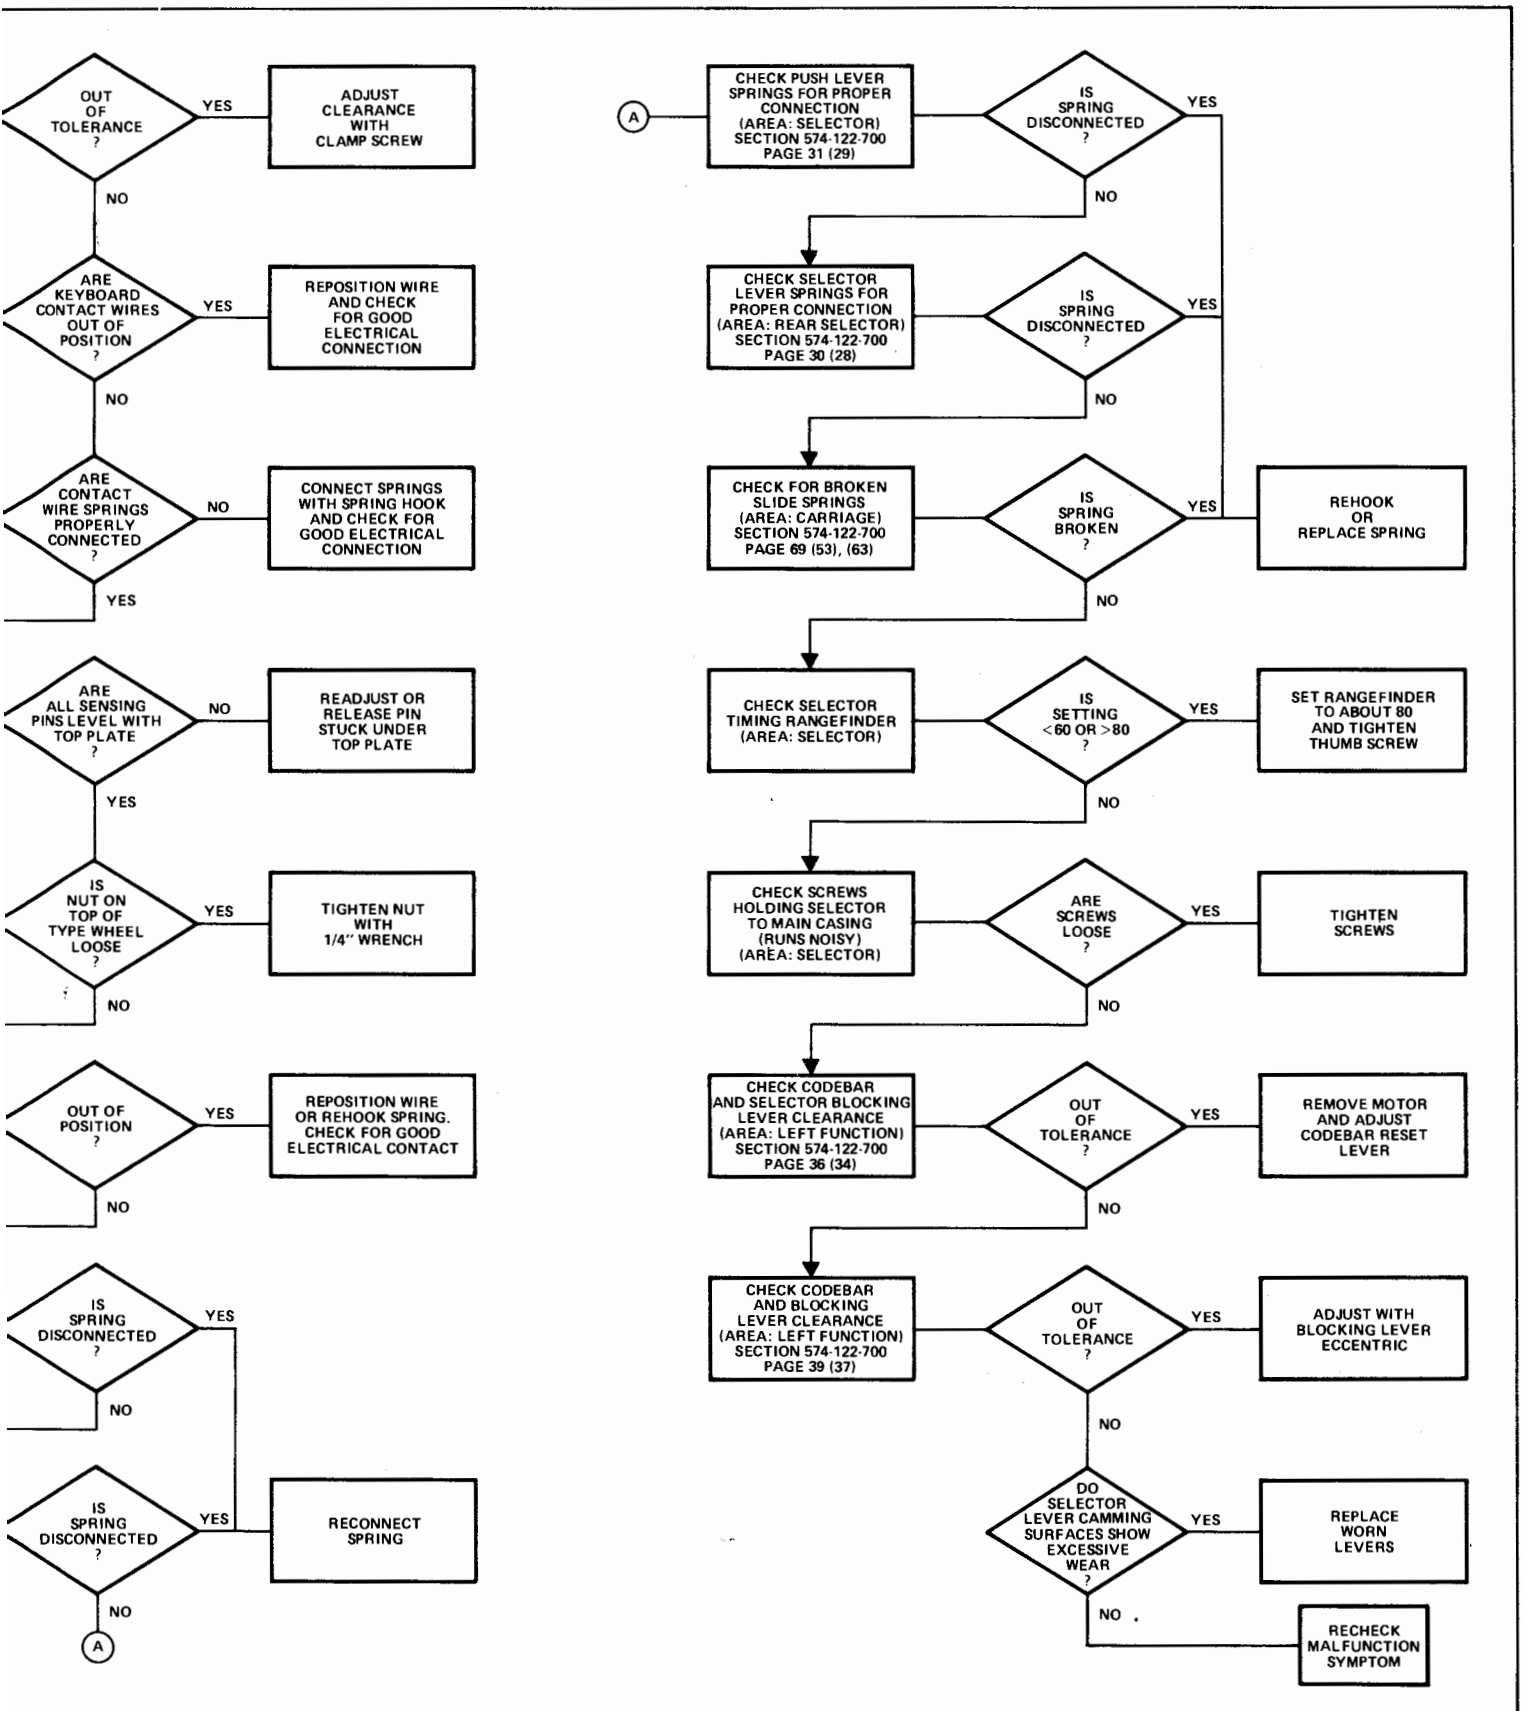 OUT
OF
TOLERANCE
?
YES
ADJUST
CLEARANCE
WITH
CLAMP SCREW
NO
ARE
KEYBOARD
CONTACT WIRES
OUT OF
POSITION
?
YES
REPOSITION WIRE
AND CHECK
FOR GOOD
ELECTRICAL
CONNECTION
NO
ARE
CONTACT
WIRE SPRINGS
PROPERLY
CONNECTED
?
NO
CONNECT SPRINGS
WITH SPRING HOOK
AND CHECK FOR
GOOD ELECTRICAL
CONNECTION
YES
ARE
ALL SENSING
PINS LEVEL WITH
TOP PLATE
?
NO
READJUST OR
RELEASE PIN
STUCK UNDER
TOP PLATE
YES
IS
NUT ON
TOP OF
TYPE WHEEL
LOOSE
?
YES
TIGHTEN NUT
WITH
1/4" WRENCH
NO
OUT OF
POSITION
?
YES
REPOSITION WIRE
OR REHOOK SPRING.
CHECK FOR GOOD
ELECTRICAL CONTACT
NO
IS
SPRING
DISCONNECTED
?
YES
NO
IS
SPRING
DISCONNECTED
?
YES
RECONNECT
SPRING
NO
A
A
CHECK PUSH LEVER
SPRINGS FOR PROPER
CONNECTION
(AREA: SELECTOR)
SECTION 574-122-700
PAGE 31 (29)
IS
SPRING
DISCONNECTED
?
YES
NO
CHECK SELECTOR
LEVER SPRINGS FOR
PROPER CONNECTION
(AREA: REAR SELECTOR)
SECTION 574-122-700
PAGE 30 (28)
IS
SPRING
DISCONNECTED
?
YES
NO
CHECK FOR BROKEN
SLIDE SPRINGS
(AREA: CARRIAGE)
SECTION 574-122-700
PAGE 69 (53), (63)
IS
SPRING
BROKEN
?
YES
REHOOK
OR
REPLACE SPRING
NO
CHECK SELECTOR
TIMING RANGEFINDER
(AREA: SELECTOR)
IS
SETTING
<60 OR >80
?
YES
SET RANGEFINDER
TO ABOUT 80
AND TIGHTEN
THUMB SCREW
NO
CHECK SCREWS
HOLDING SELECTOR
TO MAIN CASING
(RUNS NOISY)
(AREA: SELECTOR)
ARE
SCREWS
LOOSE
?
YES
TIGHTEN
SCREWS
NO
CHECK CODEBAR
AND SELECTOR BLOCKING
LEVER CLEARANCE
(AREA: LEFT FUNCTION)
SECTION 574-122-700
PAGE 36 (34)
OUT
OF
TOLERANCE
?
YES
REMOVE MOTOR
AND ADJUST
CODEBAR RESET
LEVER
NO
CHECK CODEBAR
AND BLOCKING
LEVER CLEARANCE
(AREA: LEFT FUNCTION)
SECTION 574-122-700
PAGE 39 (37)
OUT
OF
TOLERANCE
?
YES
ADJUST WITH
BLOCKING LEVER
ECCENTRIC
NO
DO
SELECTOR
LEVER CAMMING
SURFACES SHOW
EXCESSIVE
WEAR
?
YES
REPLACE
WORN
LEVERS
NO
RECHECK
MALFUNCTION
SYMPTOM